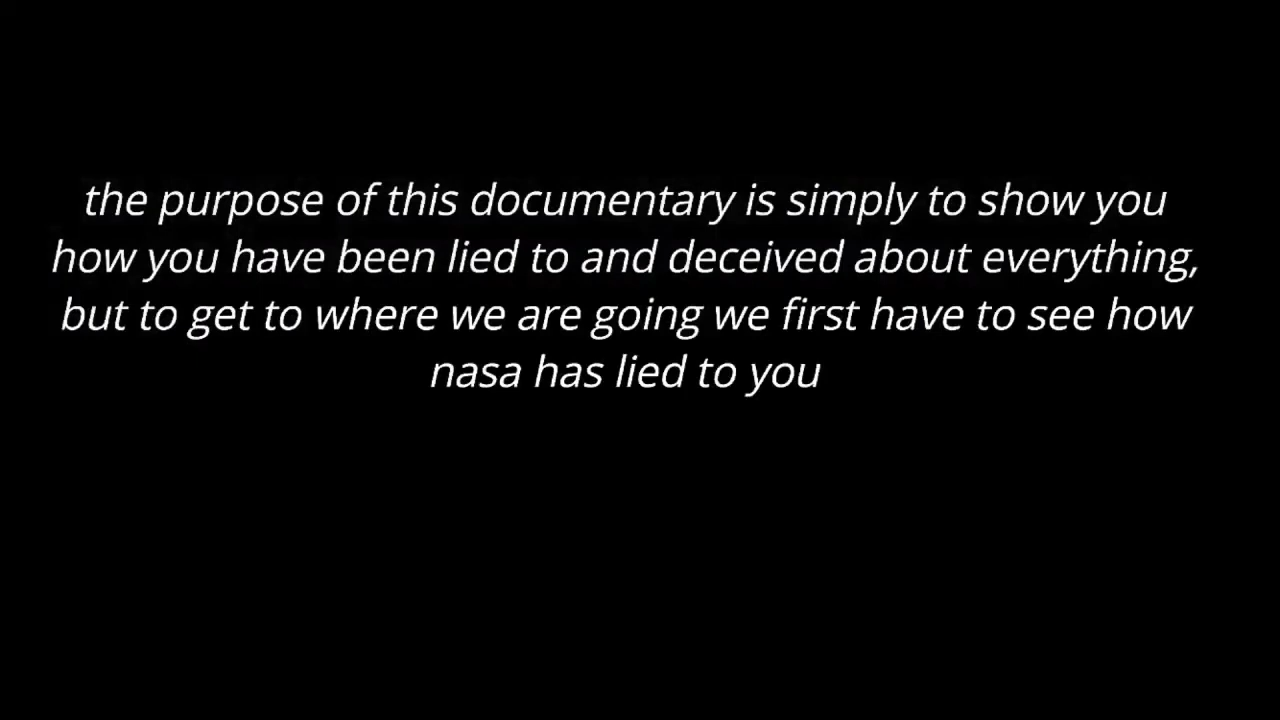 the purpose of this documentary is simply to show you
how you have been lied to and deceived about everything,
but to get to where we are going we first have to see how
nasa has lied to you